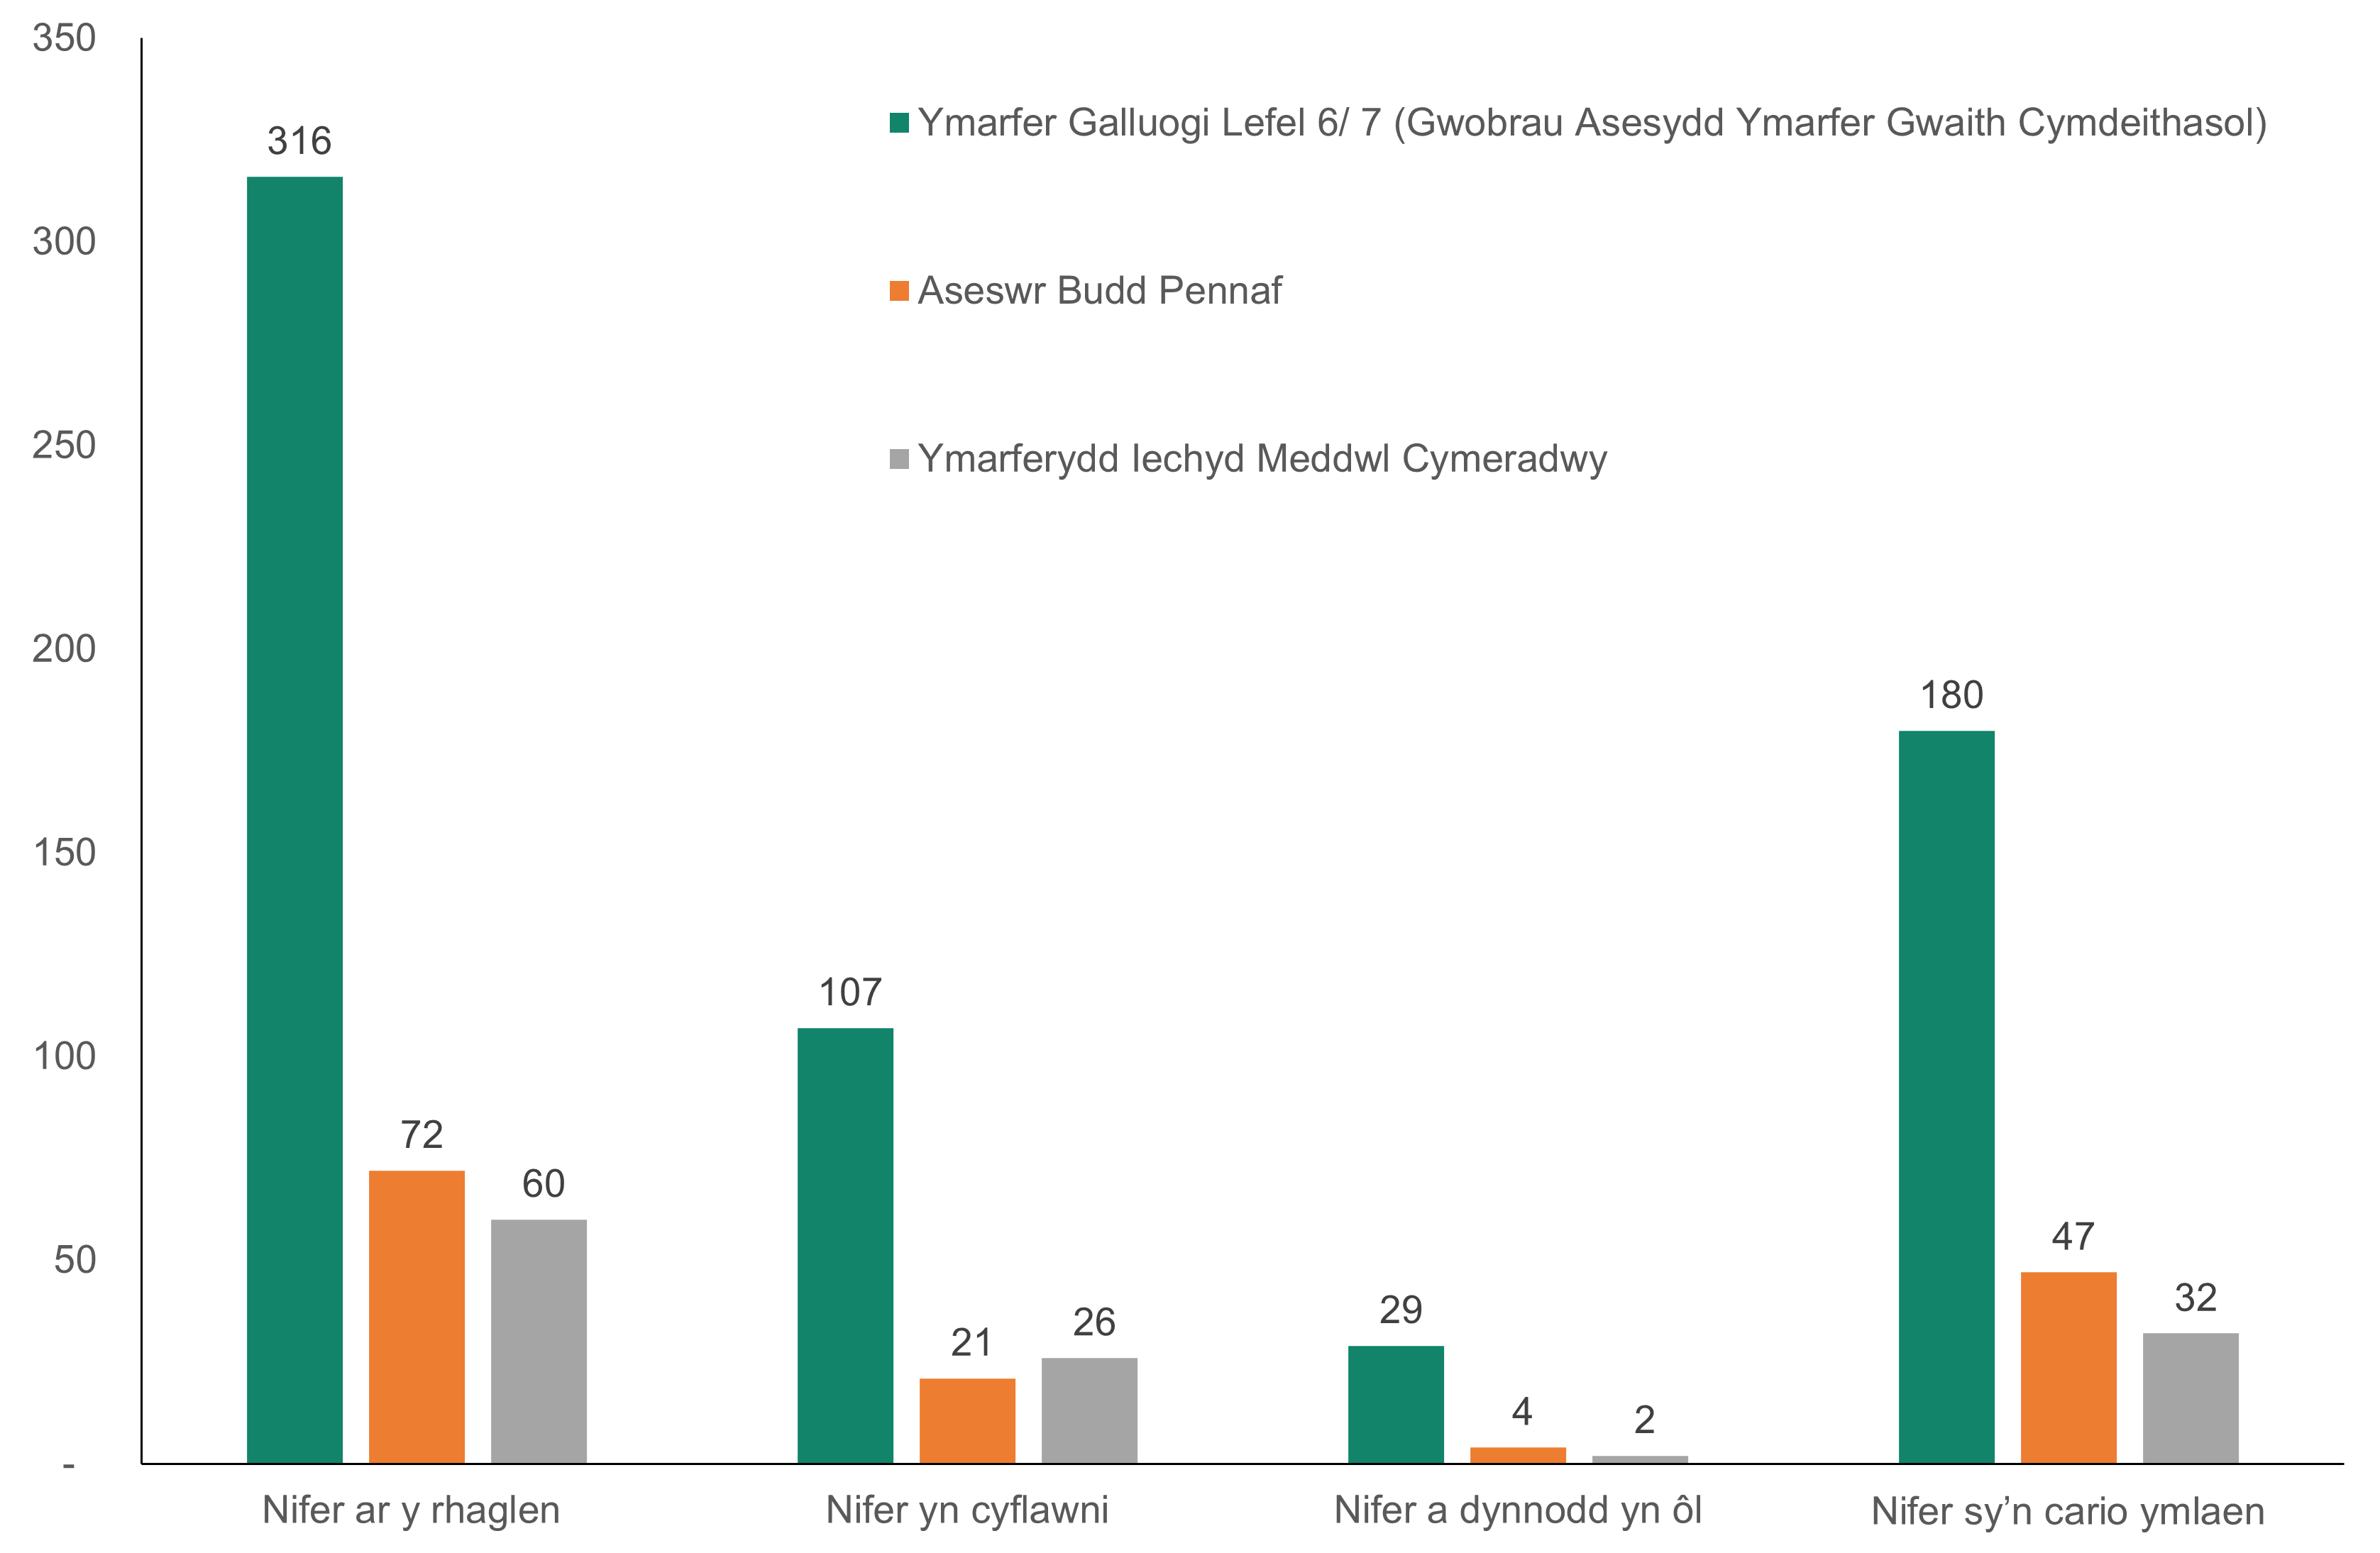 350
300
250
200
150
100
50
-
Ymarfer Galluogi Lefel 6/ 7 (Gwobrau Asesydd Ymarfer Gwaith Cymdeithasol)
Aseswr Budd Pennaf
Ymarferydd Iechyd Meddwl Cymeradwy
316
72
60
107
21
26
29
4
2
180
47
32
Nifer ar y rhaglen
Nifer yn cyflawni
Nifer a dynnodd yn ôl
Nifer sy’n cario ymlaen